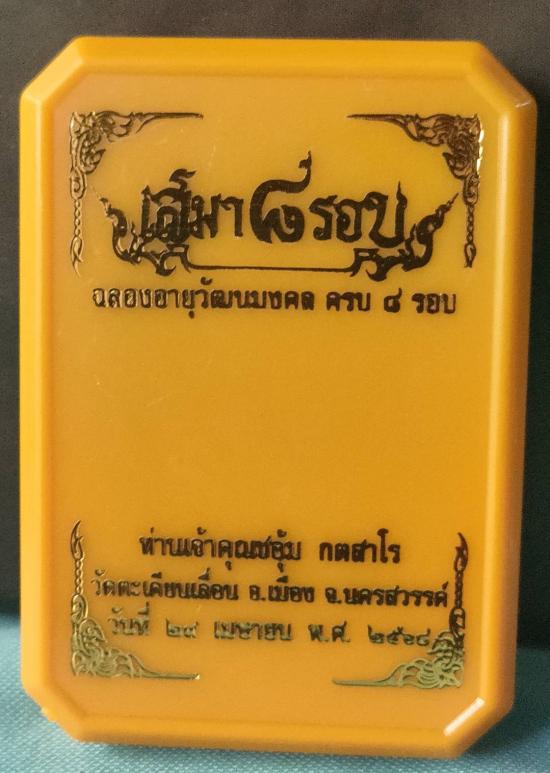 เสมา ๘ รอบ
ฉลองอายุวัฒนมงคล ครบ ๘ รอบ
ท่านเจ้าคุณชอุ้ม กตสาโร
วัดตะเคียนเลื่อน อ.เมือง จ.นครสวรรค์
วันที่ ๒๙ เมษายน พ.ศ. ๒๕๖๘